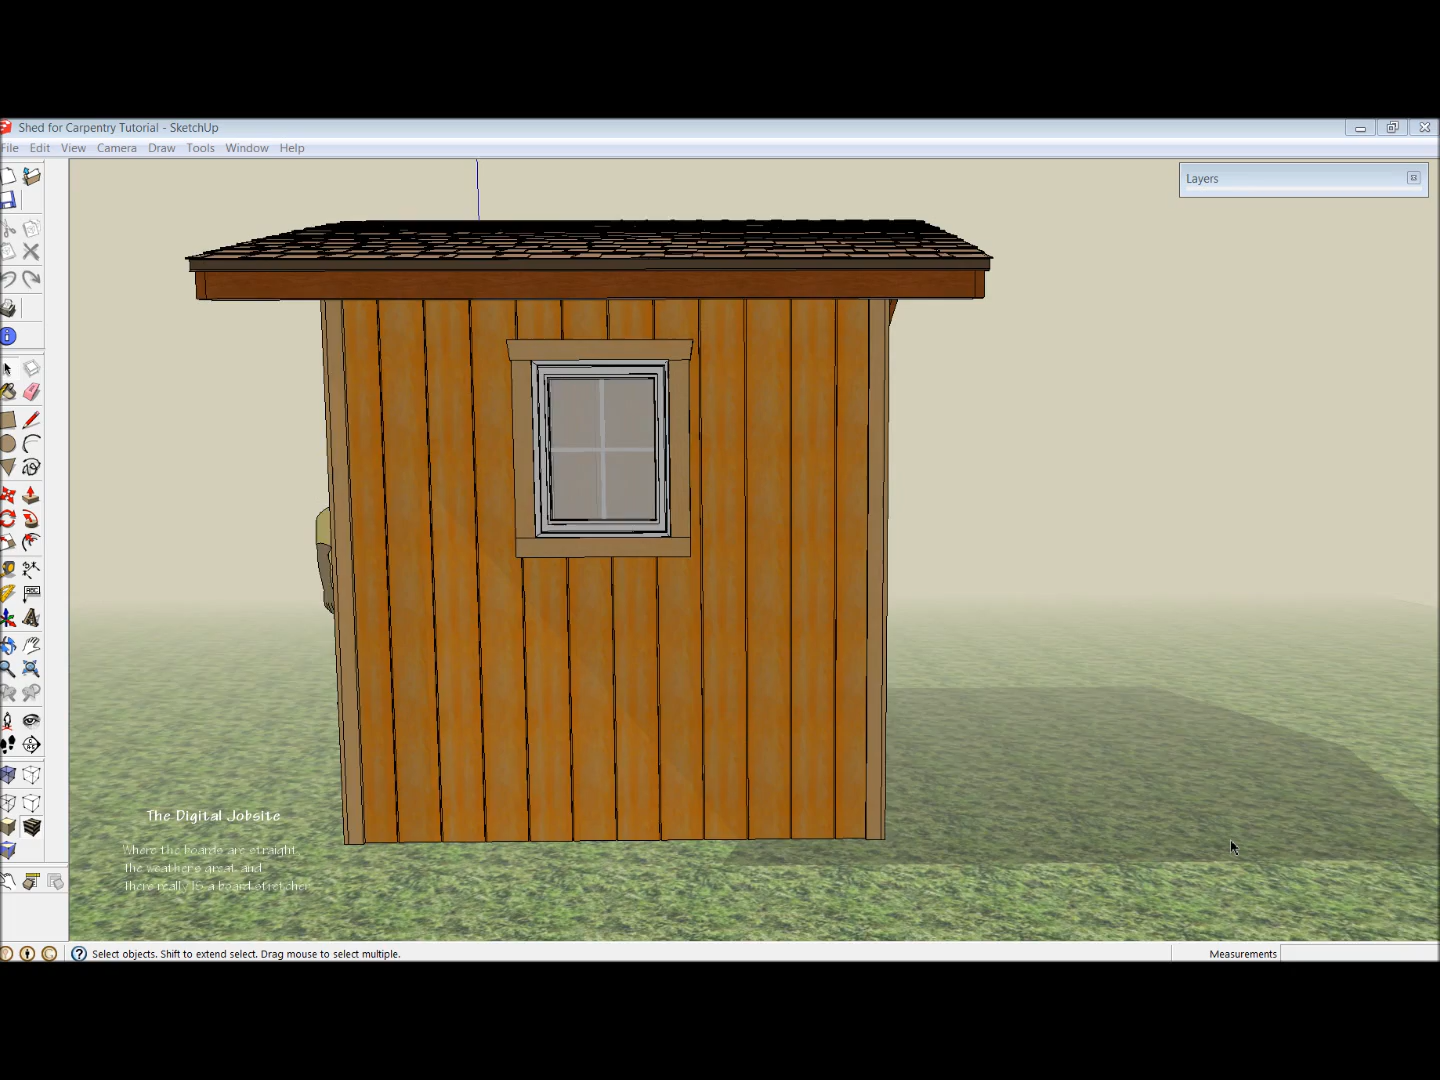 Shed for Carpentry Tutorial - SketchUp
File Edit View Camera Draw Tools Window Help
Layers
The Digital Jobsite
Where the boards are straight,
The weather is great and
There really is a board stretcher
Select objects. Shift to extend select. Drag mouse to select multiple.
Measurements